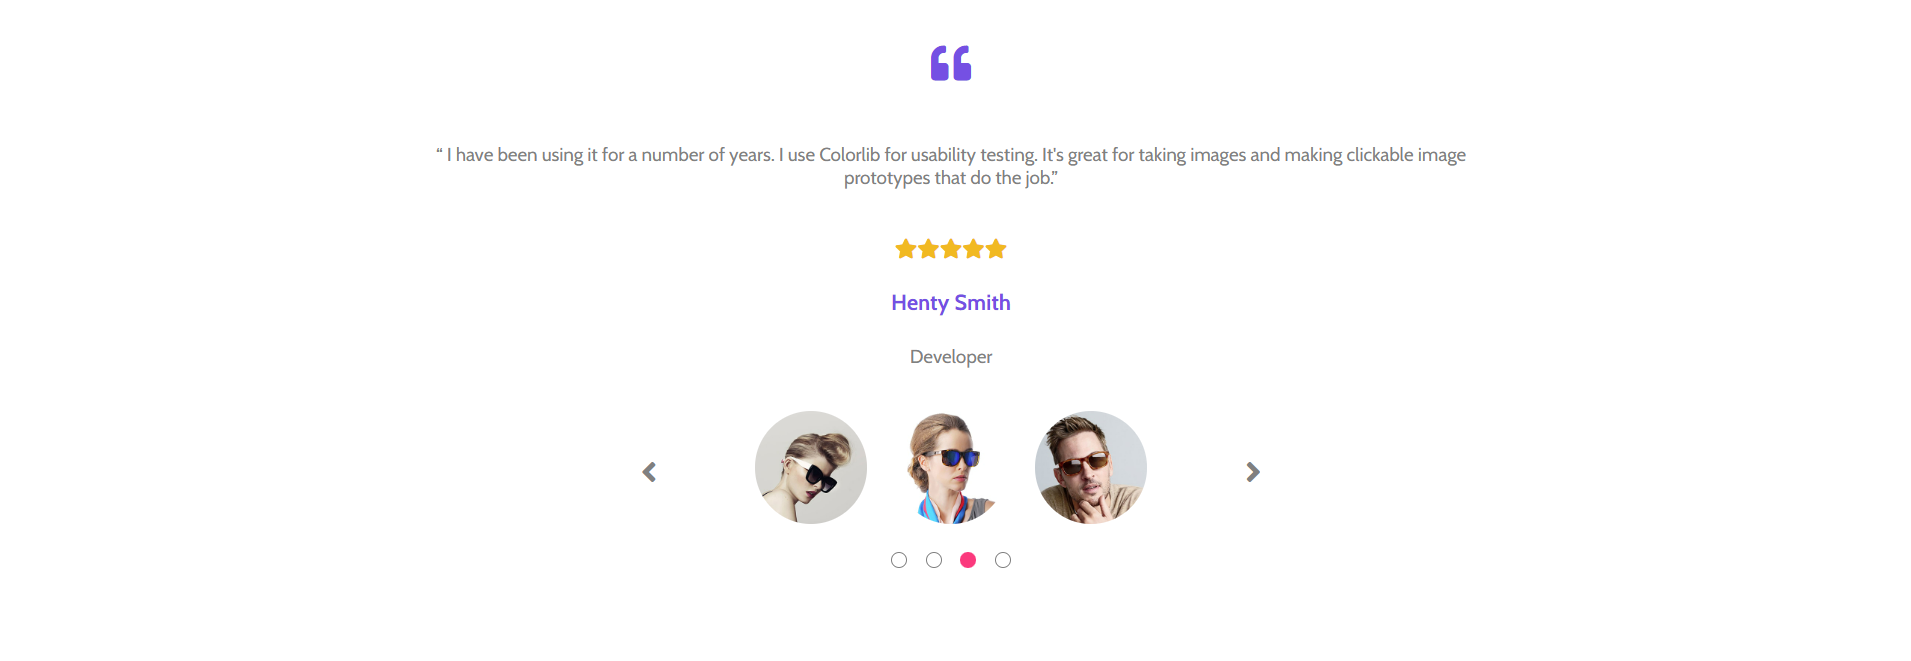 “ I have been using it for a number of years. I use Colorlib for usability testing. It's great for taking images and making clickable image
prototypes that do the job.”
Henty Smith
Developer